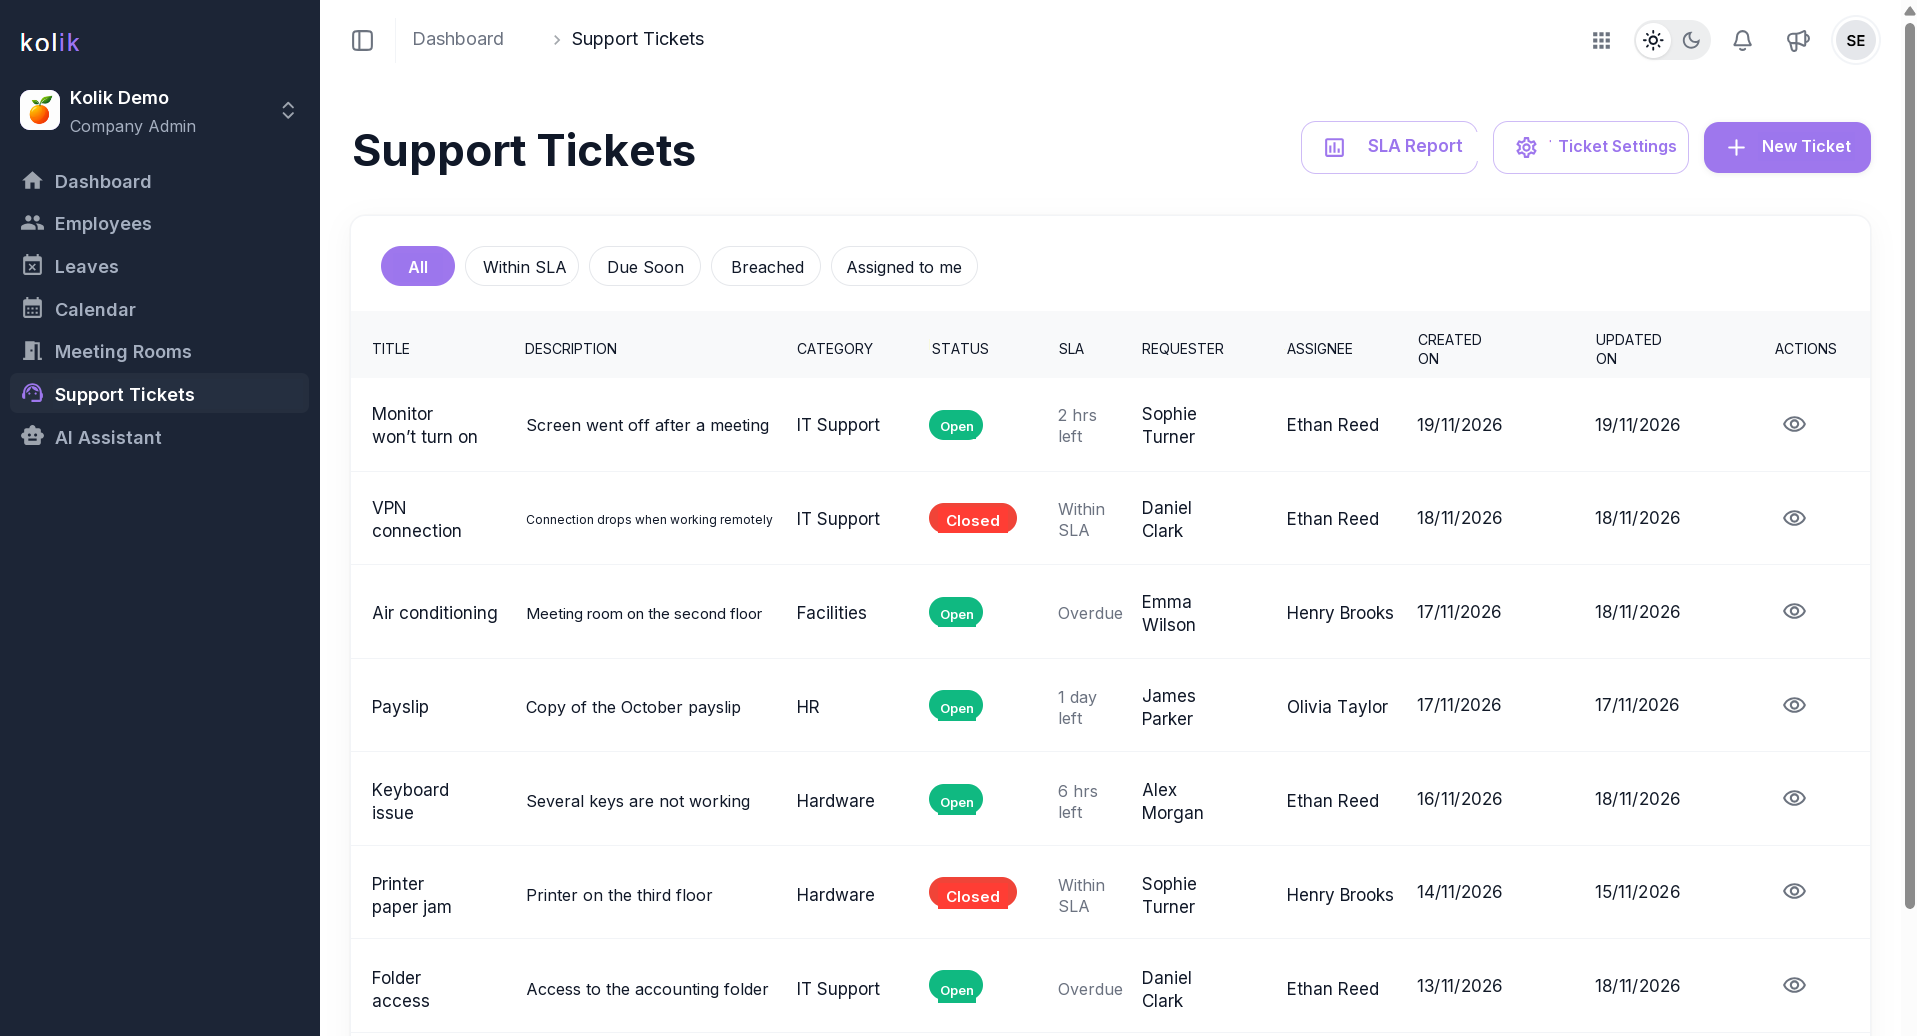 kolik
Kolik Demo
Company Admin
Dashboard
Employees
Leaves
Calendar
Meeting Rooms
Support Tickets
AI Assistant
Dashboard
Support Tickets
SE
Support Tickets
SLA Report
Ticket Settings
New Ticket
All
Within SLA
Due Soon
Breached
Assigned to me
TITLE
DESCRIPTION
CATEGORY
STATUS
SLA
REQUESTER
ASSIGNEE
CREATED
ON
UPDATED
ON
ACTIONS
Monitor
won’t turn on
Screen went off after a meeting
IT Support
Open
2 hrs
left
Sophie
Turner
Ethan Reed
19/11/2026
19/11/2026
VPN
connection
Connection drops when working remotely
IT Support
Closed
Within
SLA
Daniel
Clark
Ethan Reed
18/11/2026
18/11/2026
Air conditioning
Meeting room on the second floor
Facilities
Open
Overdue
Emma
Wilson
Henry Brooks
17/11/2026
18/11/2026
Payslip
Copy of the October payslip
HR
Open
1 day
left
James
Parker
Olivia Taylor
17/11/2026
17/11/2026
Keyboard
issue
Several keys are not working
Hardware
Open
6 hrs
left
Alex
Morgan
Ethan Reed
16/11/2026
18/11/2026
Printer
paper jam
Printer on the third floor
Hardware
Closed
Within
SLA
Sophie
Turner
Henry Brooks
14/11/2026
15/11/2026
Folder
access
Access to the accounting folder
IT Support
Open
Overdue
Daniel
Clark
Ethan Reed
13/11/2026
18/11/2026